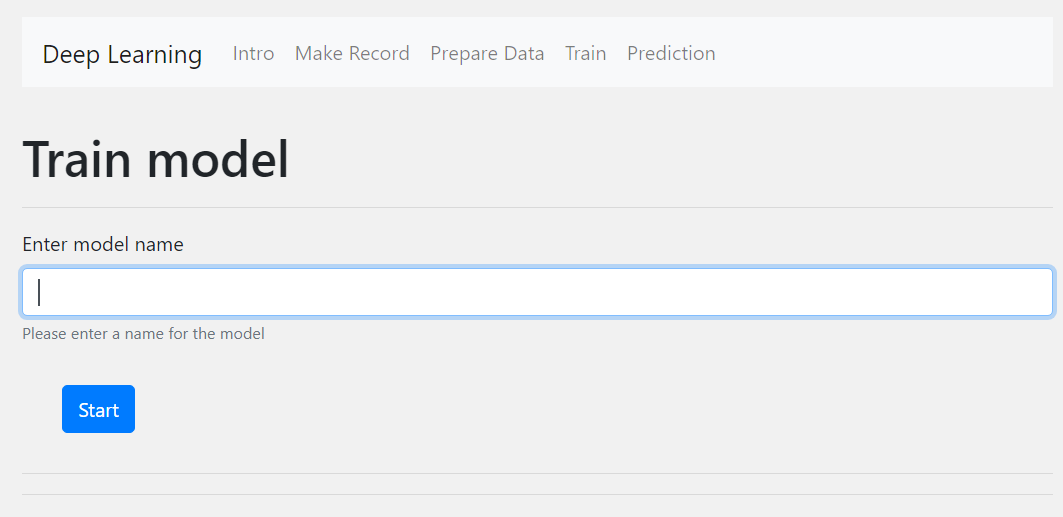 Deep Learning Intro Make Record Prepare Data Train Prediction
Train model
Enter model name
Please enter a name for the model
Start